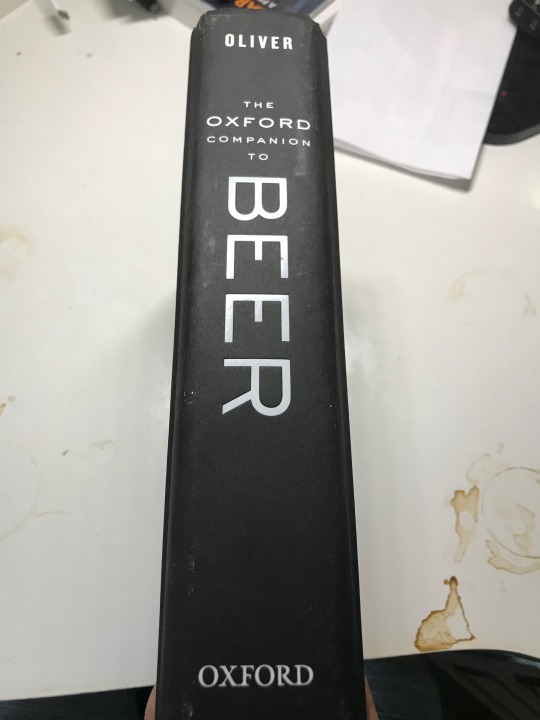 OLIVER
THE
OXFORD
COMPANION
TO
BEER
OXFORD